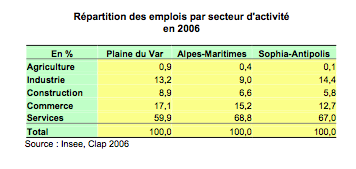 Répartition des emplois par secteur d'activité
en 2006
En % Plaine du Var Alpes-Maritimes Sophia-Antipolis
Agriculture 0,9 0,4 0,1
Industrie 13,2 9,0 14,4
Construction 8,9 6,6 5,8
Commerce 17,1 15,2 12,7
Services 59,9 68,8 67,0
Total 100,0 100,0 100,0
Source : Insee, Clap 2006